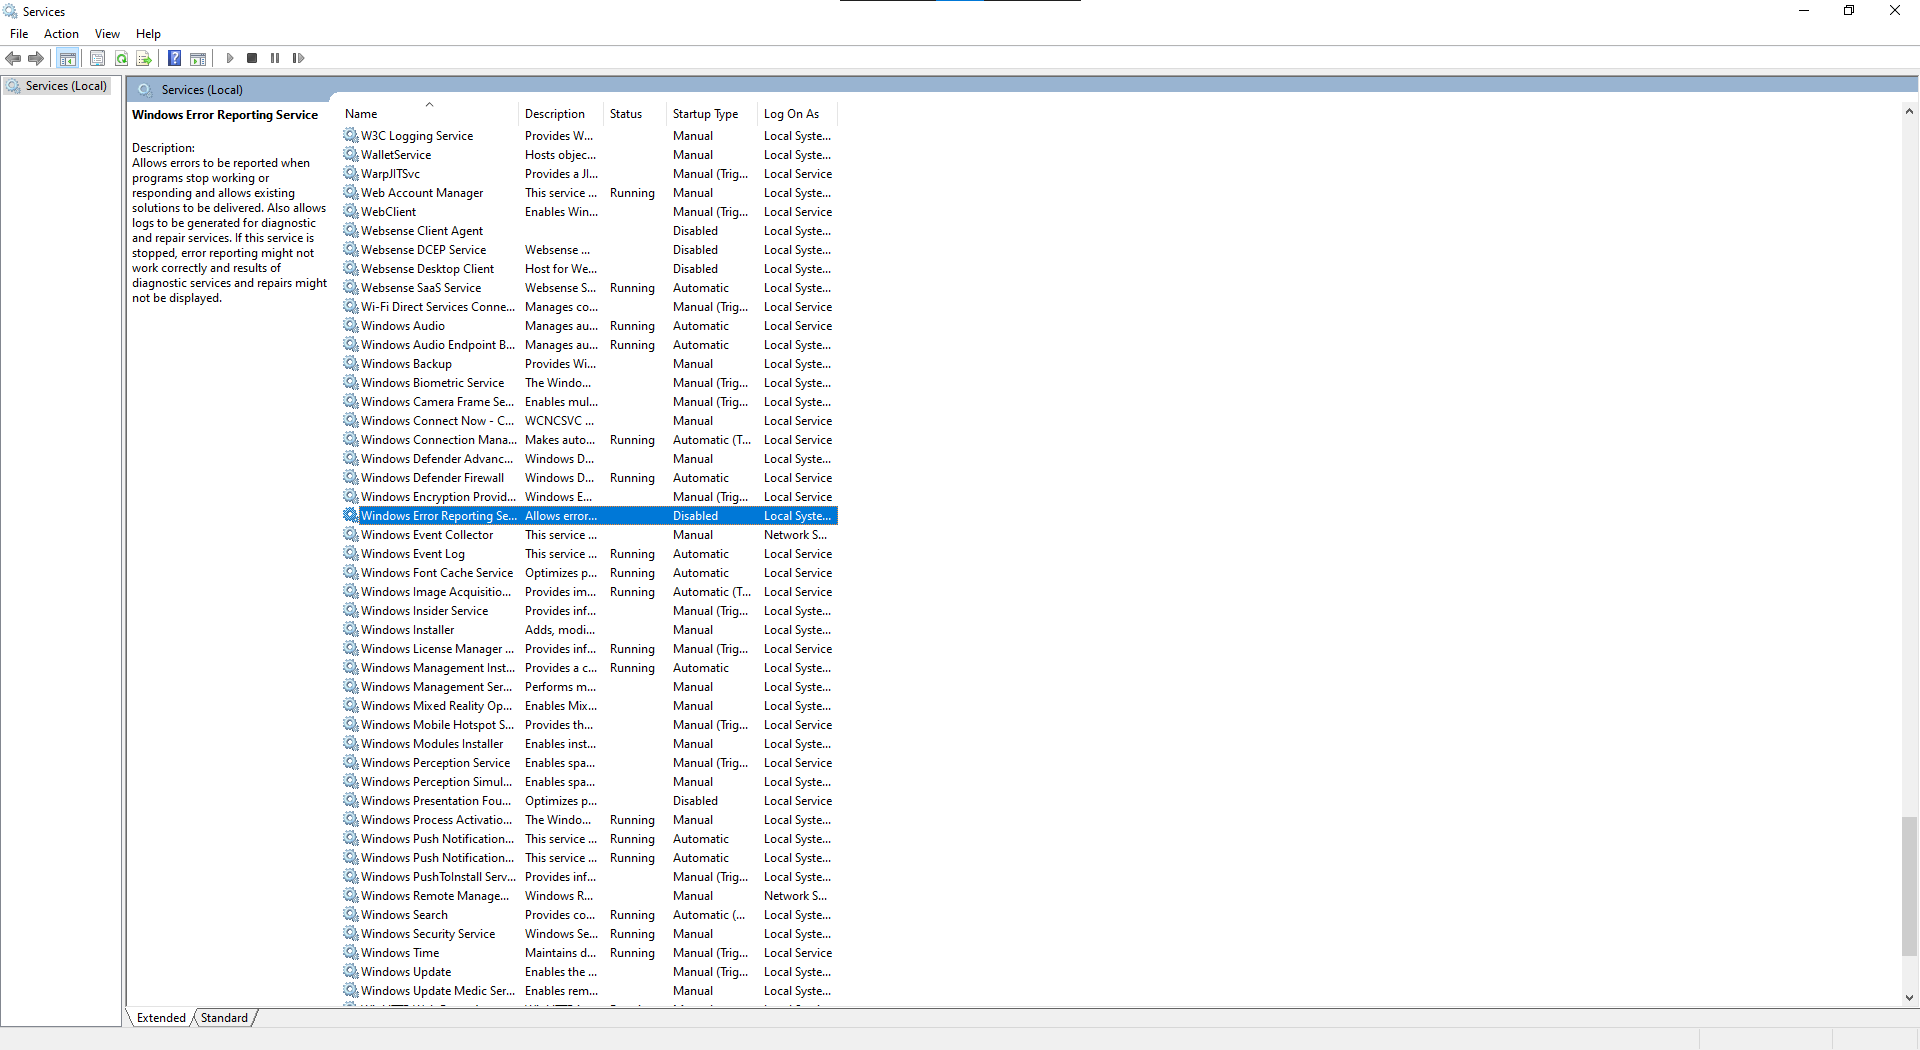 Services
File Action View Help
Services (Local)
Services (Local)
Windows Error Reporting Service
Description:
Allows errors to be reported when
programs stop working or
responding and allows existing
solutions to be delivered. Also allows
logs to be generated for diagnostic
and repair services. If this service is
stopped, error reporting might not
work correctly and results of
diagnostic services and repairs might
not be displayed.
Name Description Status Startup Type Log On As
W3C Logging Service Provides W... Manual Local Syste...
WalletService Hosts objec... Manual Local Syste...
WarpJITSvc Provides a JI... Manual (Trig... Local Service
Web Account Manager This service ... Running Manual Local Syste...
WebClient Enables Win... Manual (Trig... Local Service
Websense Client Agent Disabled Local Syste...
Websense DCEP Service Websense ... Disabled Local Syste...
Websense Desktop Client Host for We... Disabled Local Syste...
Websense SaaS Service Websense S... Running Automatic Local Syste...
Wi-Fi Direct Services Conne... Manages co... Manual (Trig... Local Service
Windows Audio Manages au... Running Automatic Local Service
Windows Audio Endpoint B... Manages au... Running Automatic Local Syste...
Windows Backup Provides Wi... Manual Local Syste...
Windows Biometric Service The Windo... Manual (Trig... Local Syste...
Windows Camera Frame Se... Enables mul... Manual (Trig... Local Syste...
Windows Connect Now - C... WCNCSVC ... Manual Local Service
Windows Connection Mana... Makes auto... Running Automatic (T... Local Service
Windows Defender Advanc... Windows D... Manual Local Syste...
Windows Defender Firewall Windows D... Running Automatic Local Service
Windows Encryption Provid... Windows E... Manual (Trig... Local Service
Windows Error Reporting Se... Allows error... Disabled Local Syste...
Windows Event Collector This service ... Manual Network S...
Windows Event Log This service ... Running Automatic Local Service
Windows Font Cache Service Optimizes p... Running Automatic Local Service
Windows Image Acquisitio... Provides im... Running Automatic (T... Local Service
Windows Insider Service Provides inf... Manual (Trig... Local Syste...
Windows Installer Adds, modi... Manual Local Syste...
Windows License Manager ... Provides inf... Running Manual (Trig... Local Service
Windows Management Inst... Provides a c... Running Automatic Local Syste...
Windows Management Ser... Performs m... Manual Local Syste...
Windows Mixed Reality Op... Enables Mix... Manual Local Syste...
Windows Mobile Hotspot S... Provides th... Manual (Trig... Local Service
Windows Modules Installer Enables inst... Manual Local Syste...
Windows Perception Service Enables spa... Manual (Trig... Local Service
Windows Perception Simul... Enables spa... Manual Local Syste...
Windows Presentation Fou... Optimizes p... Disabled Local Service
Windows Process Activatio... The Windo... Running Manual Local Syste...
Windows Push Notification... This service ... Running Automatic Local Syste...
Windows Push Notification... This service ... Running Automatic Local Syste...
Windows PushToInstall Serv... Provides inf... Manual (Trig... Local Syste...
Windows Remote Manage... Windows R... Manual Network S...
Windows Search Provides co... Running Automatic (... Local Syste...
Windows Security Service Windows Se... Running Manual Local Syste...
Windows Time Maintains d... Running Manual (Trig... Local Service
Windows Update Enables the ... Manual (Trig... Local Syste...
Windows Update Medic Ser... Enables rem... Manual Local Syste...
Extended Standard